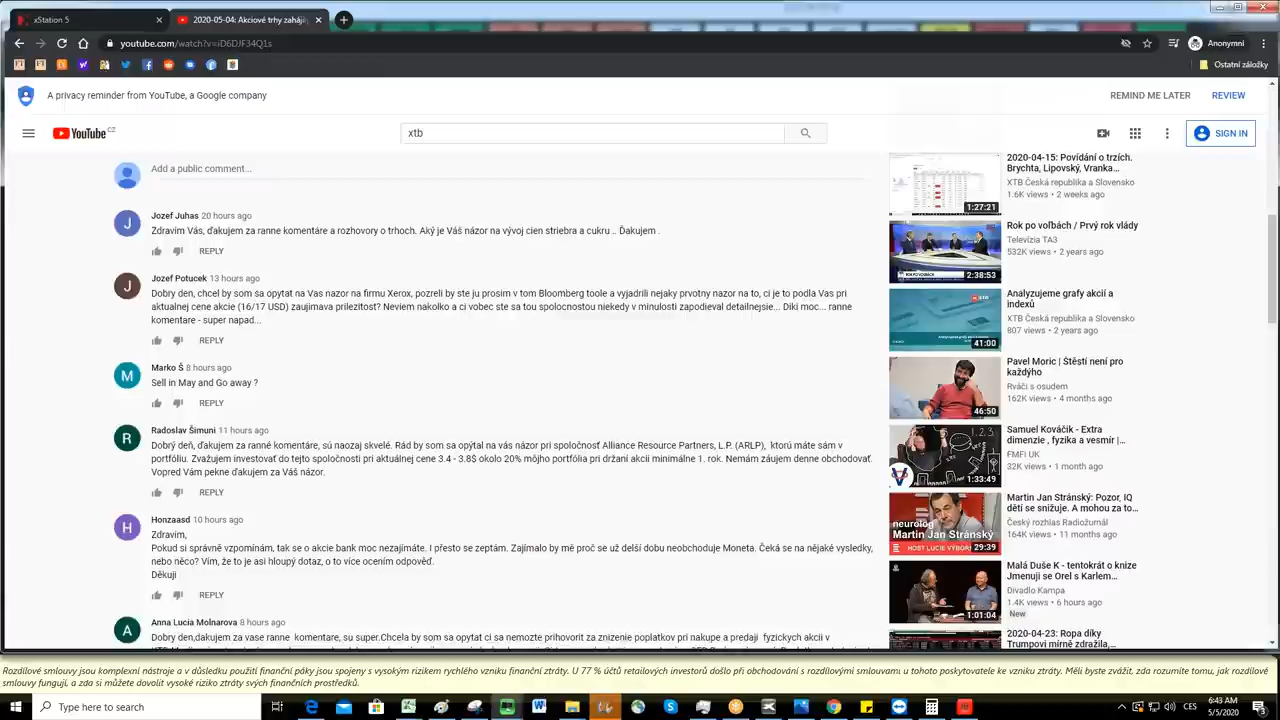 xStation 5
2020-05-04: Akciové trhy zahájily
youtube.com/watch?v=iD6DJF34Q1s
Anonymní
Ostatní záložky
A privacy reminder from YouTube, a Google company
REMIND ME LATER
REVIEW
YouTube CZ
xtb
SIGN IN
Add a public comment...
J
Jozef Juhas 20 hours ago
Zdravím Vás, ďakujem za ranne komentáre a rozhovory o trhoch. Aký je Váš názor na vývoj cien striebra a cukru .. Ďakujem .
REPLY
J
Jozef Potucek 13 hours ago
Dobry den, chcel by som sa opytat na Vas nazor na firmu Xerox, pozreli by ste ju prosim v tom Bloomberg toole a vyjadrili nejaky prvotny nazor na to, ci je to podla Vas pri
aktualnej cene akcie (16/17 USD) zaujimava prilezitost? Neviem nakolko a ci vobec ste sa tou spolocnostou niekedy v minulosti zapodieval detailnejsie... Diki moc... ranne
komentare - super napad...
REPLY
M
Marko Š 8 hours ago
Sell in May and Go away ?
REPLY
R
Radoslav Šimuni 11 hours ago
Dobrý deň, ďakujem za ranné komentáre, sú naozaj skvelé. Rád by som sa opýtal na vás názor pri spoločnosť Alliance Resource Partners, L.P. (ARLP), ktorú máte sám v
portfóliu. Zvažujem investovať do tejto spoločnosti pri aktuálnej cene 3.4 - 3.8$ okolo 20% môjho portfólia pri držaní akcii minimálne 1. rok. Nemám záujem denne obchodovať.
Vopred Vám pekne ďakujem za Váš názor.
REPLY
H
Honzaasd 10 hours ago
Zdravím,
Pokud si správně vzpomínám, tak se o akcie bank moc nezajímáte. I přesto se zeptám. Zajímalo by mě proč se už delší dobu neobchoduje Moneta. Čeká se na nějaké výsledky,
nebo něco? Vím, že to je asi hloupý dotaz, o to více ocením odpověď.
Děkuji
REPLY
A
Anna Lucia Molnarova 8 hours ago
Dobry den,dakujem za vase ranne komentare, su super.Chcela by som sa opytat ci sa nemozte prihovorit za znizenie poplatkov pri nakupe a predaji fyzickych akcii v
1:27:21
2020-04-15: Povídání o trzích.
Brychta, Lipovský, Vranka...
XTB Česká republika a Slovensko
1.6K views • 2 weeks ago
2:38:53
Rok po voľbách / Prvý rok vlády
Televízia TA3
532K views • 2 years ago
41:00
Analyzujeme grafy akcií a
indexů
XTB Česká republika a Slovensko
807 views • 2 years ago
46:50
Pavel Moric | Štěstí není pro
každýho
Rváči s osudem
162K views • 4 months ago
1:33:49
Samuel Kováčik - Extra
dimenzie , fyzika a vesmír |...
FMFI UK
32K views • 1 month ago
neurolog
Martin Jan Stránský
HOST LUCIE VÝBORNÉ
29:39
Martin Jan Stránský: Pozor, IQ
dětí se snižuje. A mohou za to...
Český rozhlas Radiožurnál
164K views • 11 months ago
1:01:04
Malá Duše K - tentokrát o knize
Jmenuji se Orel s Karlem...
Divadlo Kampa
1.4K views • 6 hours ago
New
2020-04-23: Ropa díky
Trumpovi mírně zdražila,
Rozdílové smlouvy jsou komplexní nástroje a v důsledku použití finanční páky jsou spojeny s vysokým rizikem rychlého vzniku finanční ztráty. U 77 % účtů retailových investorů došlo při obchodování s rozdílovými smlouvami u tohoto poskytovatele ke vzniku ztráty. Měli byste zvážit, zda rozumíte tomu, jak rozdílové
smlouvy fungují, a zda si můžete dovolit vysoké riziko ztráty svých finančních prostředků.
Type here to search
CES
6:43 AM
5/5/2020